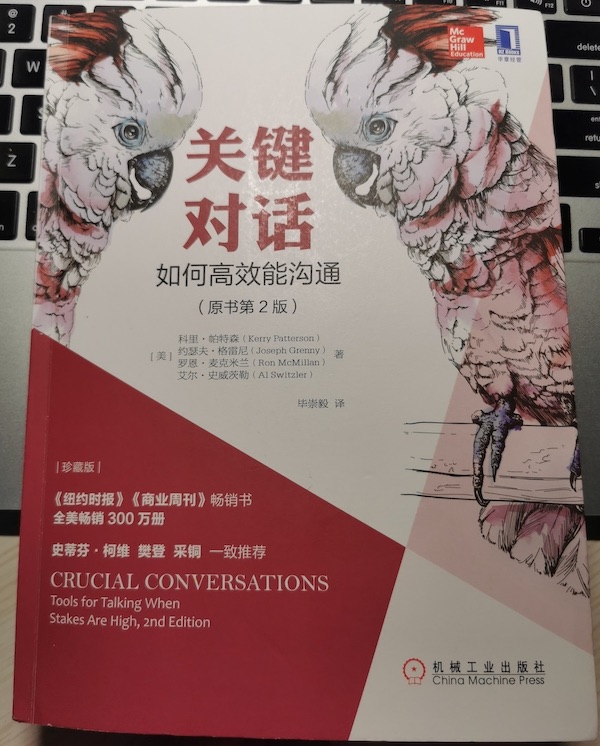 Mc
Graw
Hill
Education
HZ BOOKS
华章经管
关键
对话
如何高效能沟通
（原书第2版）
[美]
科里·帕特森（Kerry Patterson）
约瑟夫·格雷尼（Joseph Grenny）
罗恩·麦克米兰（Ron McMillan）
艾尔·史威茨勒（Al Switzler）
著
毕崇毅 译
|珍藏版|
《纽约时报》《商业周刊》畅销书
全美畅销300万册
史蒂芬·柯维 樊登 采铜 一致推荐
CRUCIAL CONVERSATIONS
Tools for Talking When
Stakes Are High, 2nd Edition
机械工业出版社
China Machine Press
delete
enter
return
Z